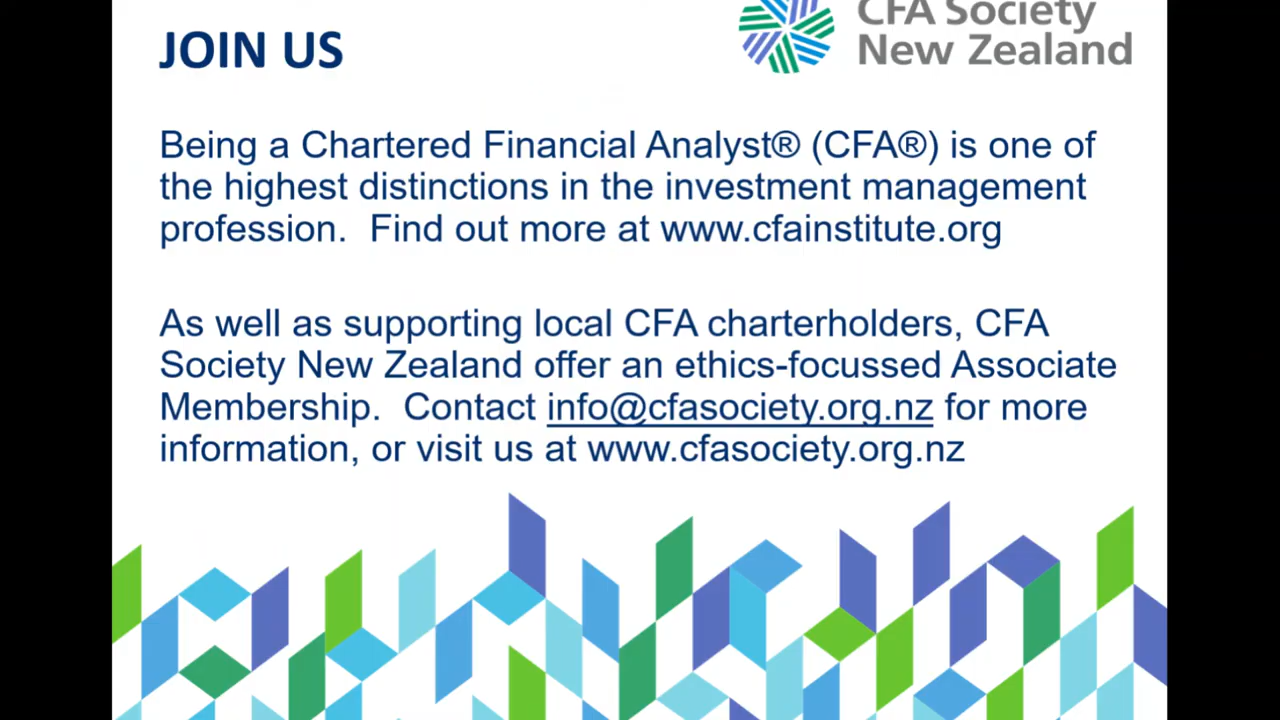 JOIN US
CFA Society
New Zealand
Being a Chartered Financial Analyst® (CFA®) is one of
the highest distinctions in the investment management
profession.  Find out more at www.cfainstitute.org
As well as supporting local CFA charterholders, CFA
Society New Zealand offer an ethics-focussed Associate
Membership.  Contact info@cfasociety.org.nz for more
information, or visit us at www.cfasociety.org.nz